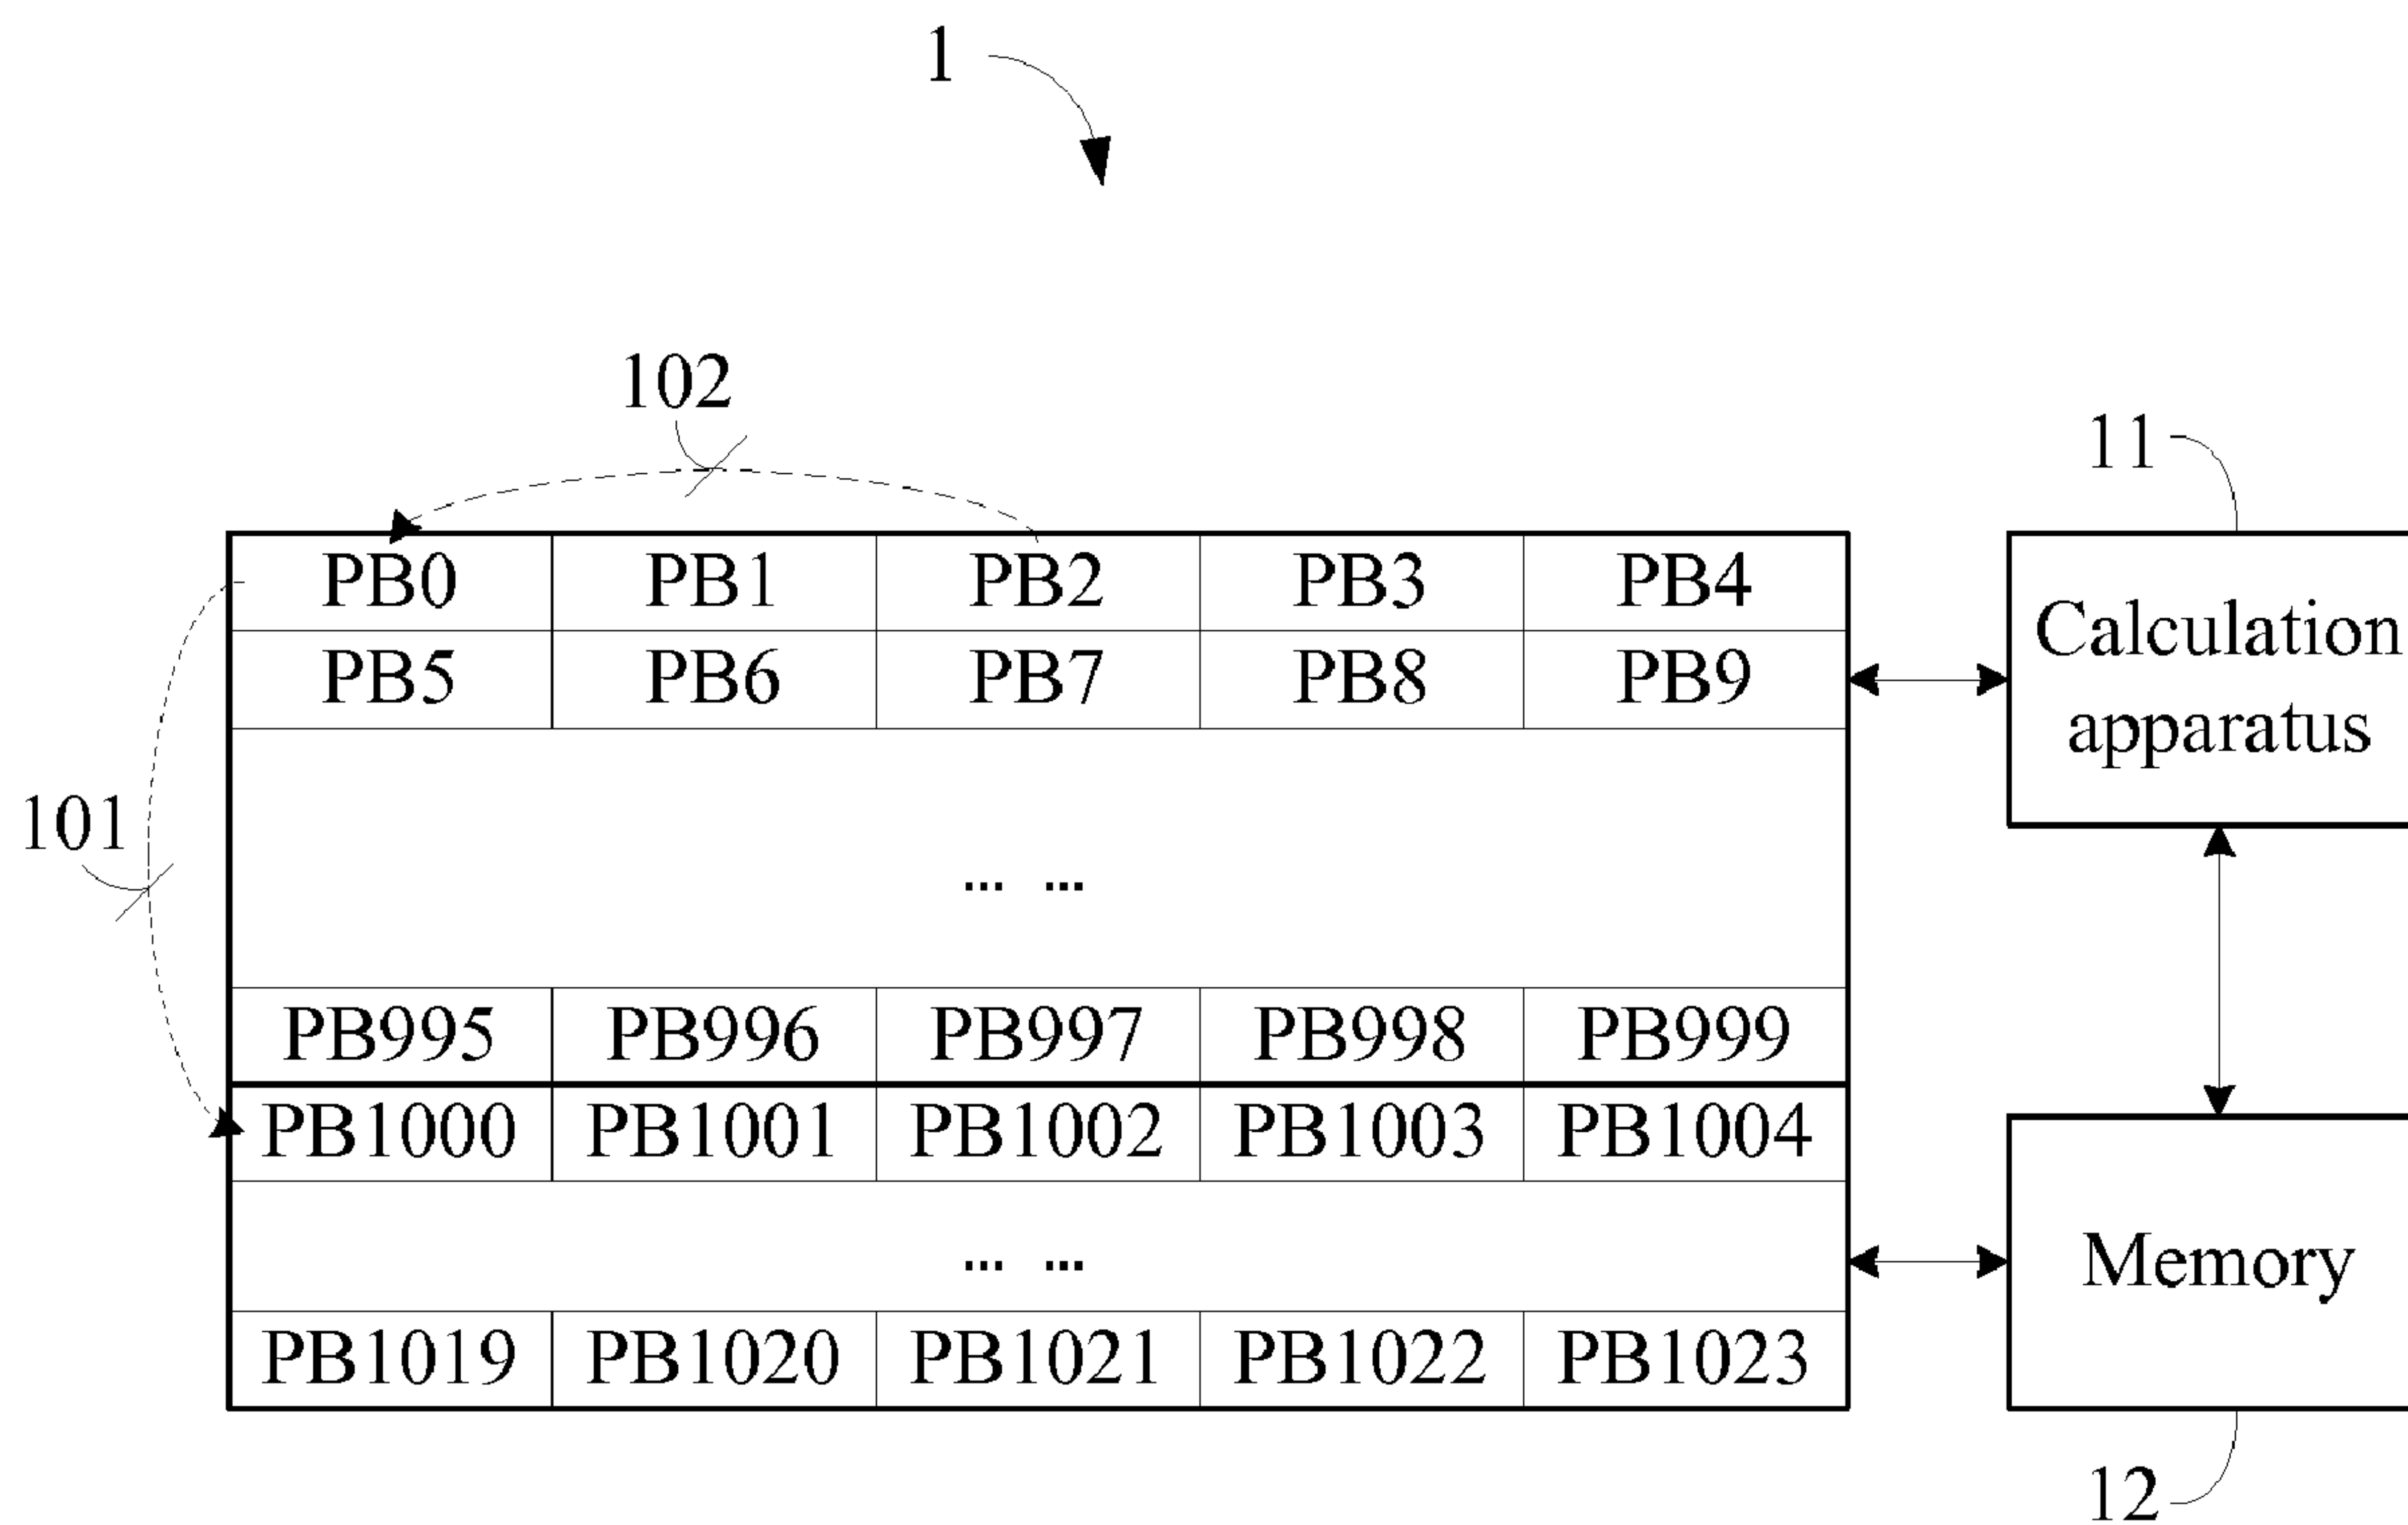 1
102
11
PB0 PB1 PB2 PB3 PB4
Calculation
apparatus
PB5 PB6 PB7 PB8 PB9
101
... ...
PB995 PB996 PB997 PB998 PB999
PB1000 PB1001 PB1002 PB1003 PB1004
... ...
Memory
PB1019 PB1020 PB1021 PB1022 PB1023
12